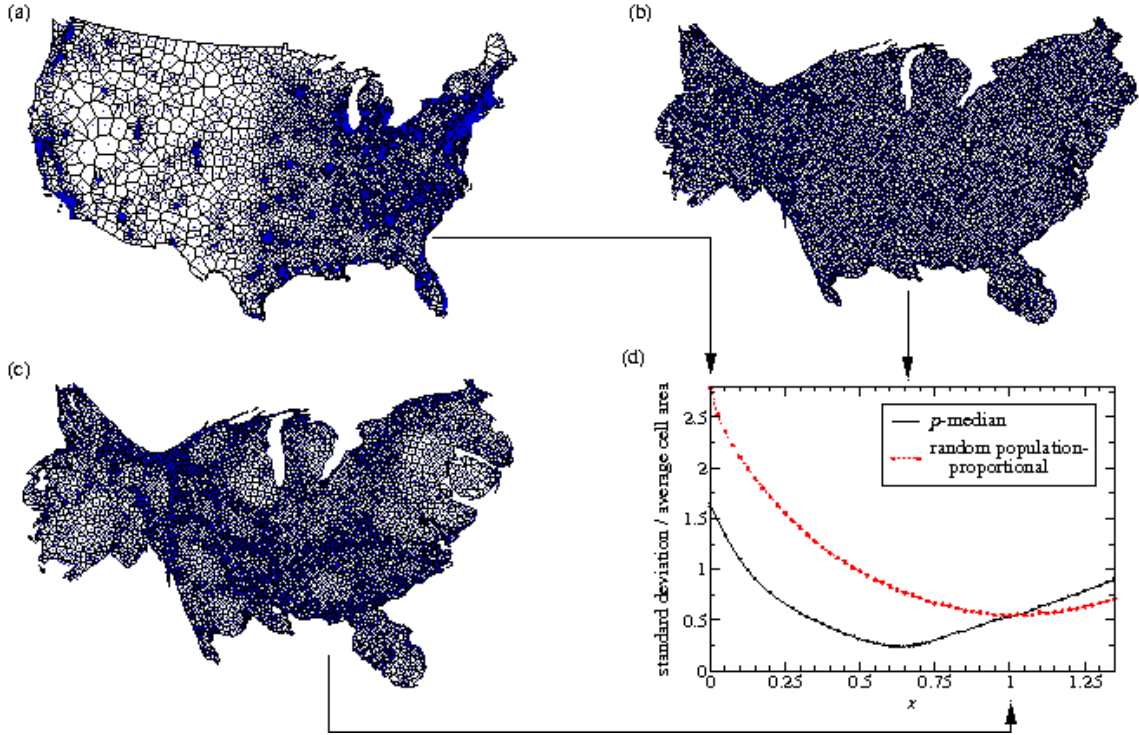 (a)
(b)
(c)
(d)
standard deviation / average cell area
2.5
2
1.5
1
0.5
0
p-median
random population-
proportional
0
0.25
0.5
0.75
1
1.25
x